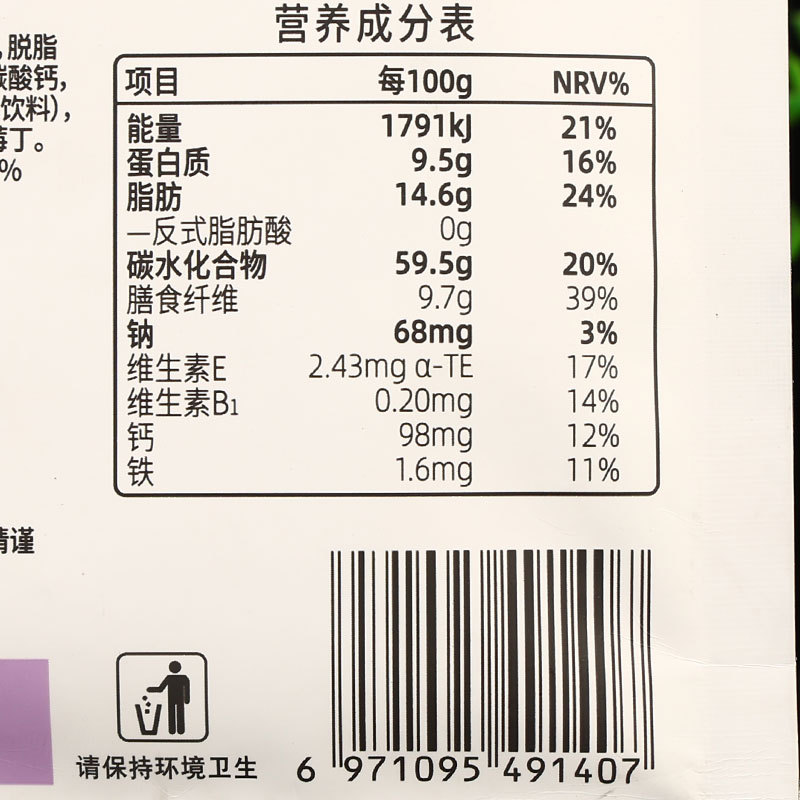 营养成分表
，脱脂
碳酸钙，
饮料），
莓丁。
%
项目 每100g NRV%
能量 1791kJ 21%
蛋白质 9.5g 16%
脂肪 14.6g 24%
—反式脂肪酸 0g
碳水化合物 59.5g 20%
膳食纤维 9.7g 39%
钠 68mg 3%
维生素E 2.43mg α-TE 17%
维生素B1 0.20mg 14%
钙 98mg 12%
铁 1.6mg 11%
请谨
请保持环境卫生
6 971095 491407